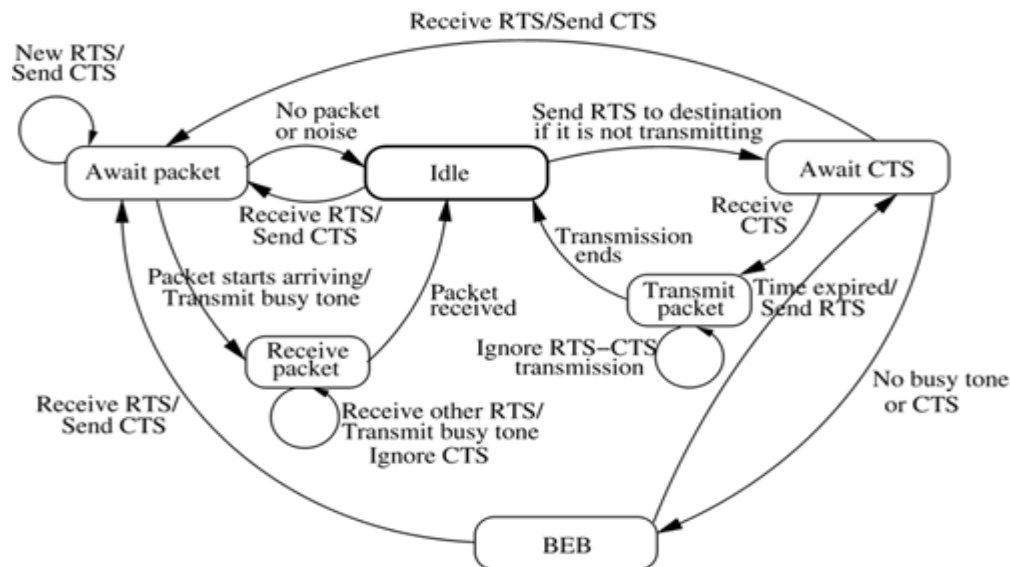 Receive RTS/Send CTS
New RTS/
Send CTS
No packet
or noise
Send RTS to destination
if it is not transmitting
Await packet
Idle
Await CTS
Receive RTS/
Send CTS
Receive
CTS
Transmission
ends
Packet starts arriving/
Transmit busy tone
Packet
received
Transmit
packet
Time expired/
Send RTS
Receive
packet
Ignore RTS-CTS
transmission
Receive RTS/
Send CTS
Receive other RTS/
Transmit busy tone
Ignore CTS
No busy tone
or CTS
BEB